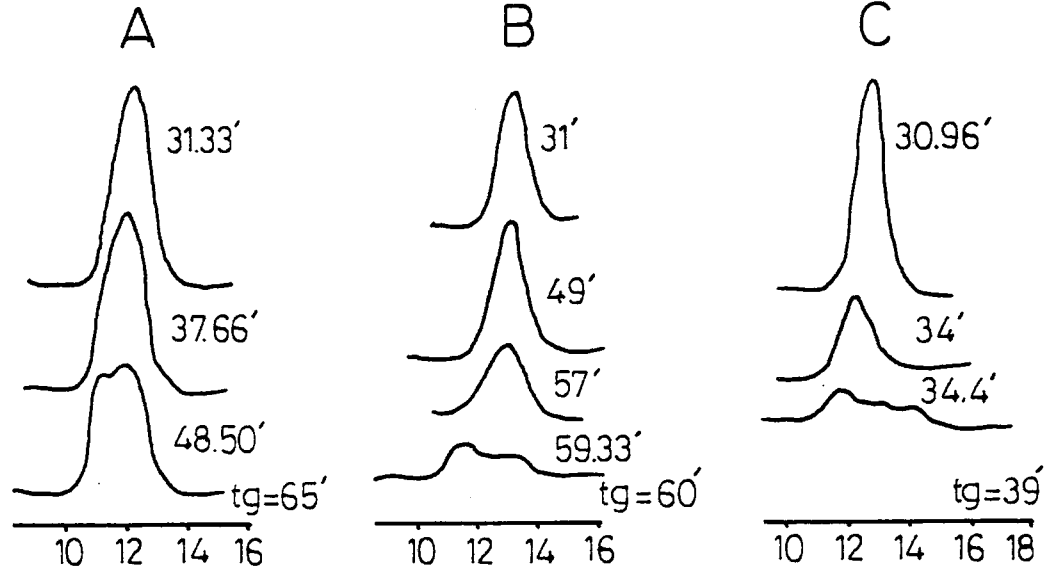 A
31.33′
37.66′
48.50′
tg=65′
10 12 14 16
B
31′
49′
57′
59.33′
tg=60′
10 12 14 16
C
30.96′
34′
34.4′
tg=39′
10 12 14 16 18